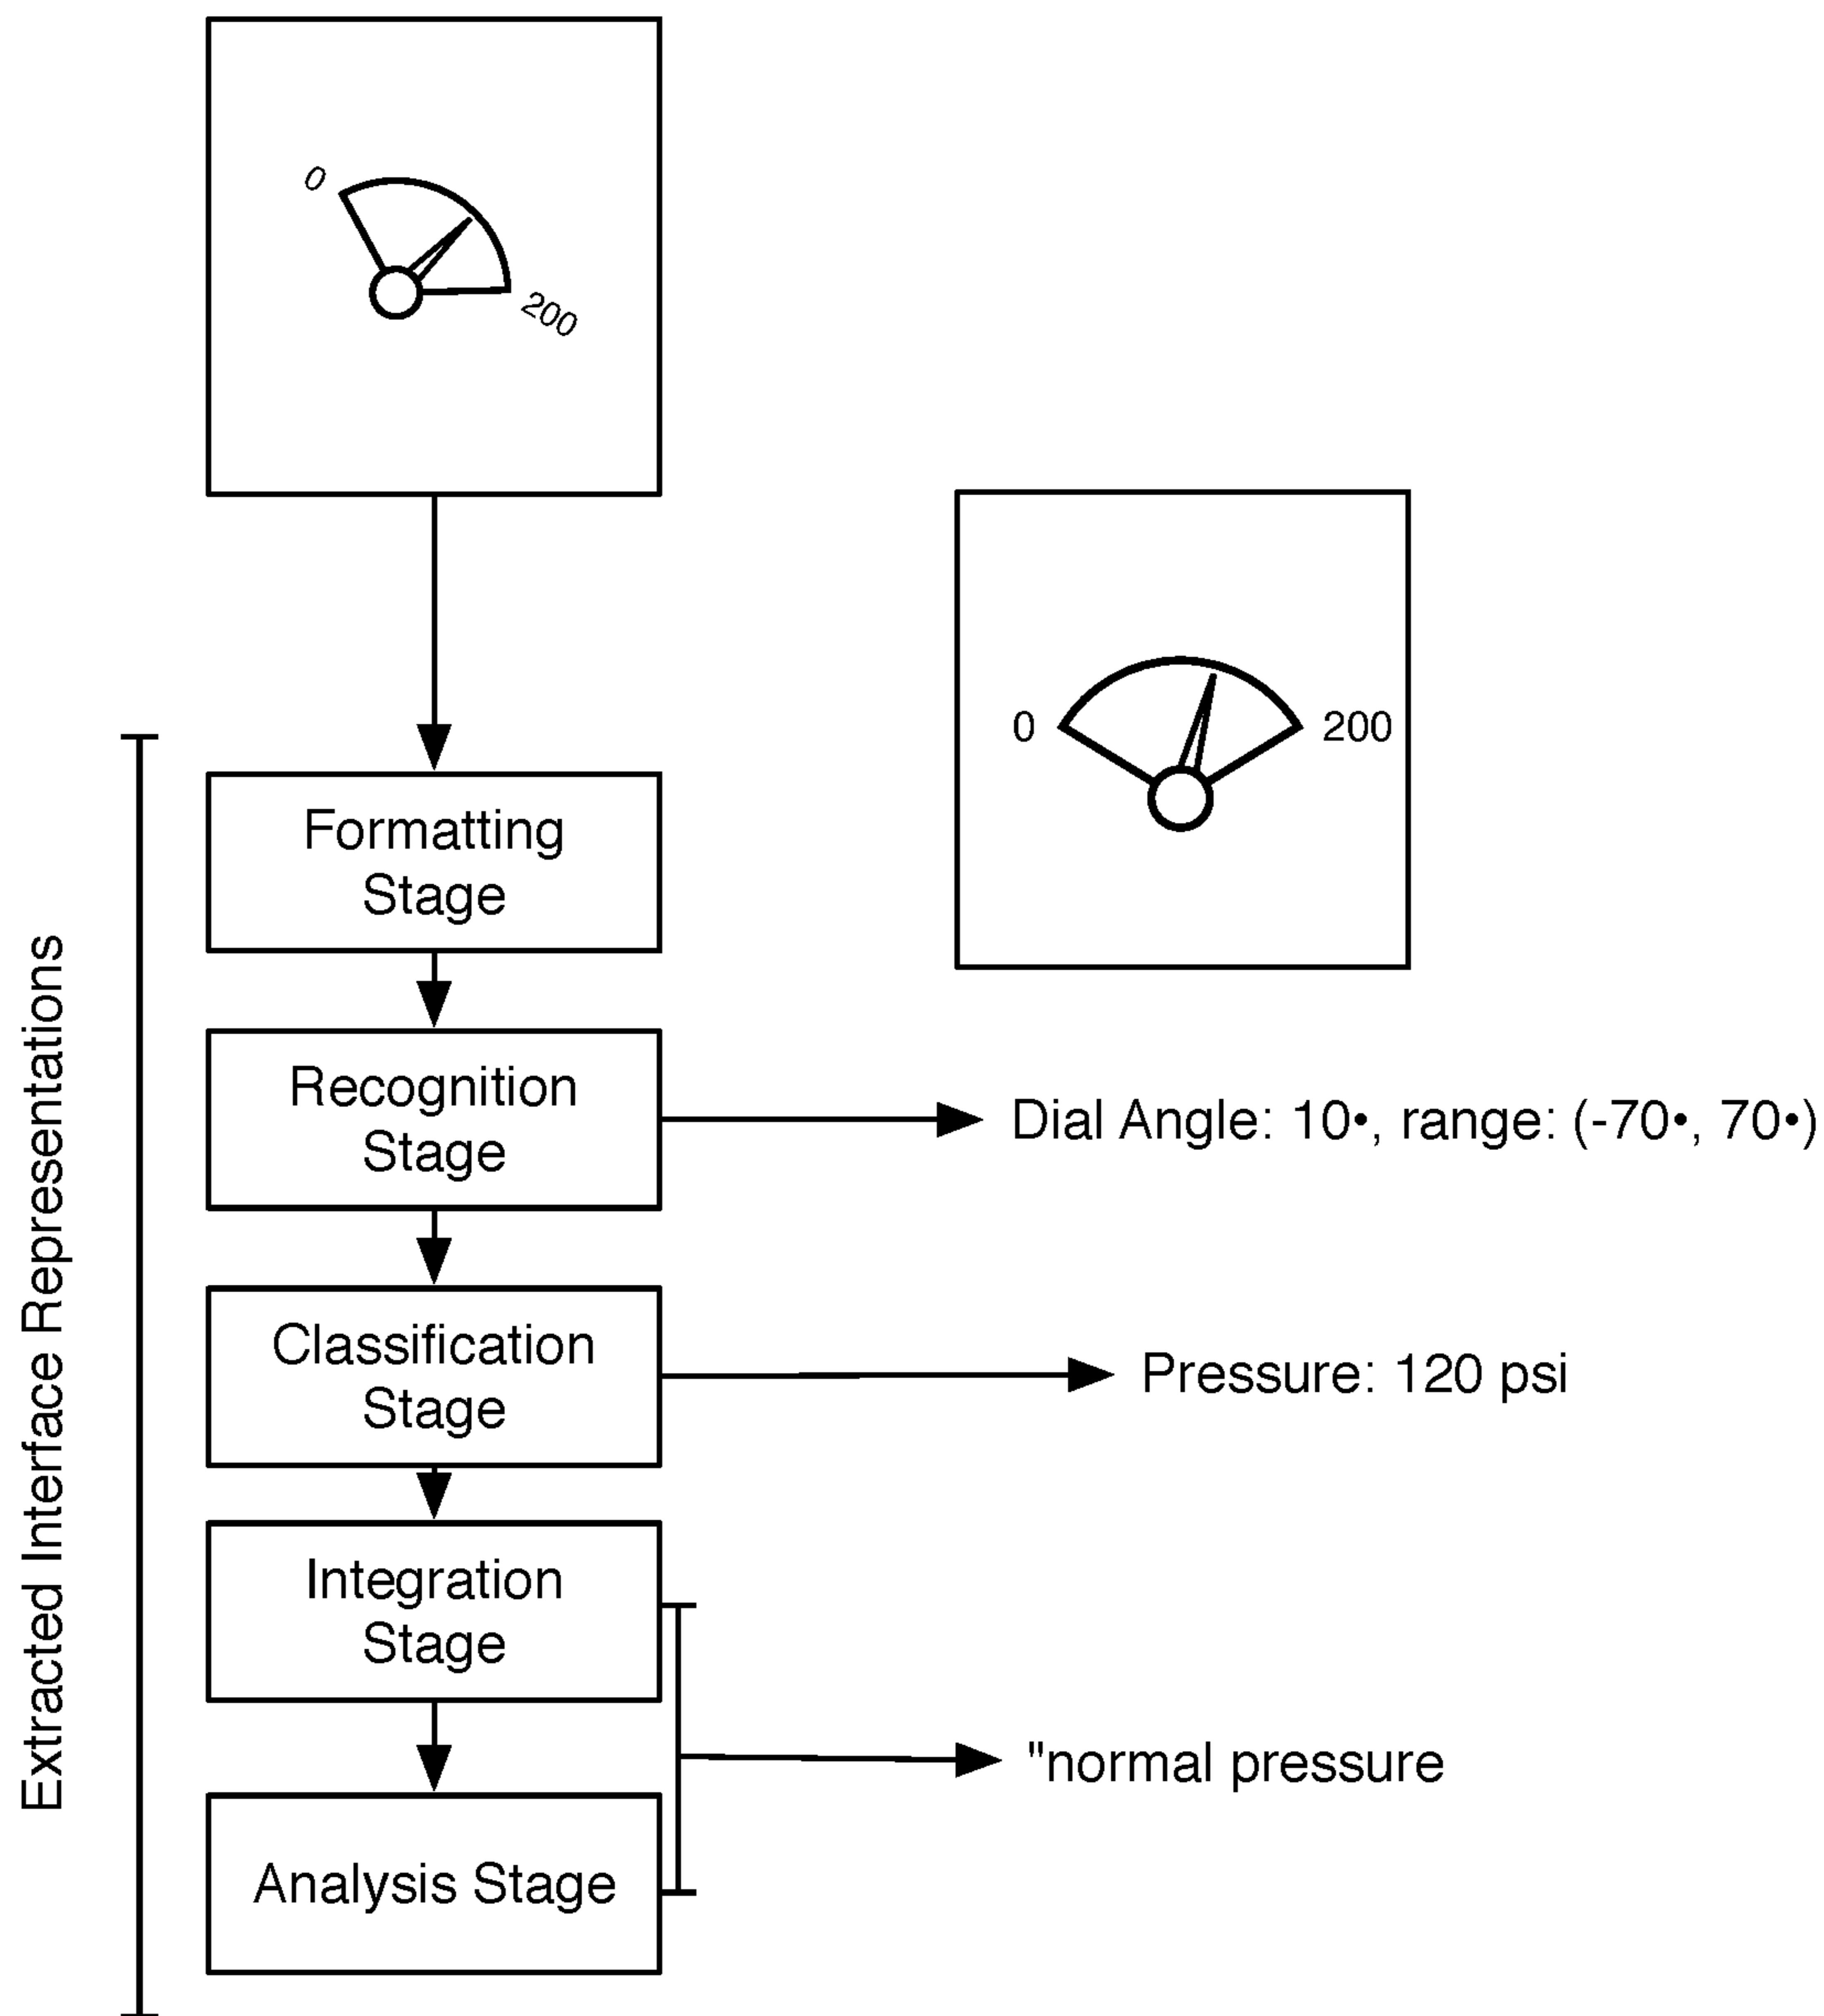 0
200
0
200
Formatting
Stage
Recognition
Stage
Dial Angle: 10•, range: (-70•, 70•)
Classification
Stage
Pressure: 120 psi
Integration
Stage
"normal pressure
Analysis Stage
Extracted Interface Representations